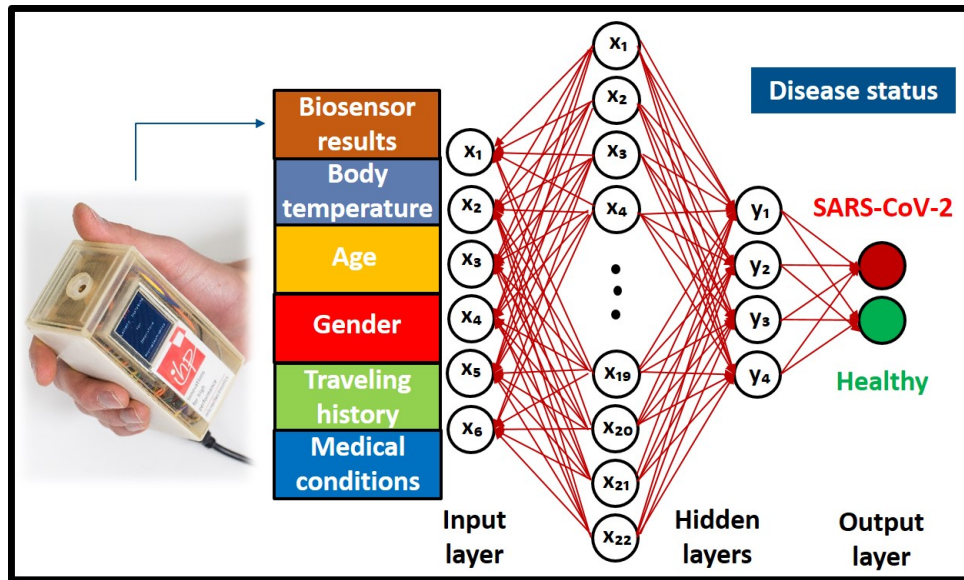 Biosensor
results
Body
temperature
Age
Gender
Traveling
history
Medical
conditions
x₁
x₂
x₃
x₄
x₅
x₆
Input
layer
x₁
x₂
x₃
x₄
x₁₉
x₂₀
x₂₁
x₂₂
y₁
y₂
y₃
y₄
Hidden
layers
Disease status
SARS-CoV-2
Healthy
Output
layer
ihp